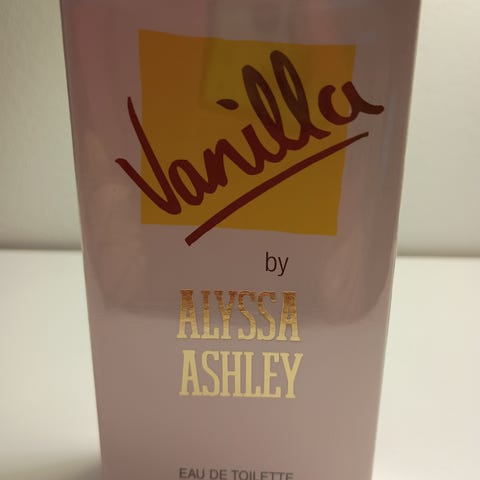 Vanilla
by
ALYSSA
ASHLEY
EAU DE TOILETTE